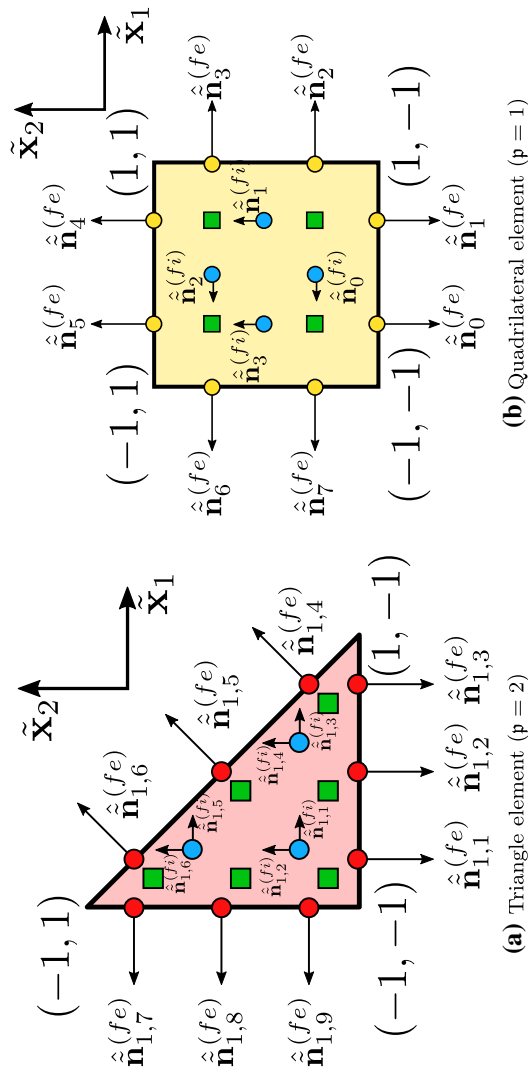 (−1, 1)
x̃₂
x̃₁
ñ̂₁,₆^(fe)
ñ̂₁,₅^(fe)
ñ̂₁,₄^(fe)
ñ̂₁,₇^(fe)
ñ̂₁,₈^(fe)
ñ̂₁,₉^(fe)
ñ̂₁,₆^(fi)
ñ̂₁,₅^(fi)
ñ̂₁,₄^(fi)
ñ̂₁,₃^(fi)
ñ̂₁,₂^(fi)
ñ̂₁,₁^(fi)
(−1, −1)
(1, −1)
ñ̂₁,₁^(fe)
ñ̂₁,₂^(fe)
ñ̂₁,₃^(fe)
(a) Triangle element (p = 2)
x̃₂
x̃₁
ñ̂₅^(fe)
ñ̂₄^(fe)
(−1, 1)
(1, 1)
ñ̂₆^(fe)
ñ̂₂^(fi)
ñ̂₃^(fe)
ñ̂₃^(fi)
ñ̂₁^(fi)
ñ̂₇^(fe)
ñ̂₀^(fi)
ñ̂₂^(fe)
(−1, −1)
(1, −1)
ñ̂₀^(fe)
ñ̂₁^(fe)
(b) Quadrilateral element (p = 1)